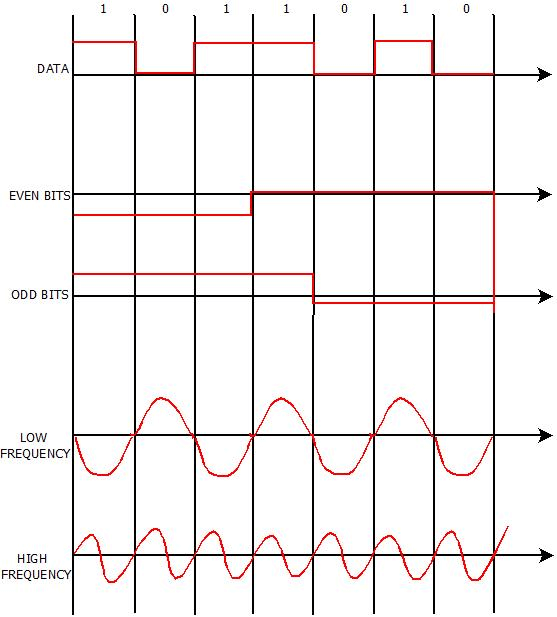 1 0 1 1 0 1 0
DATA
EVEN BITS
ODD BITS
LOW
FREQUENCY
HIGH
FREQUENCY